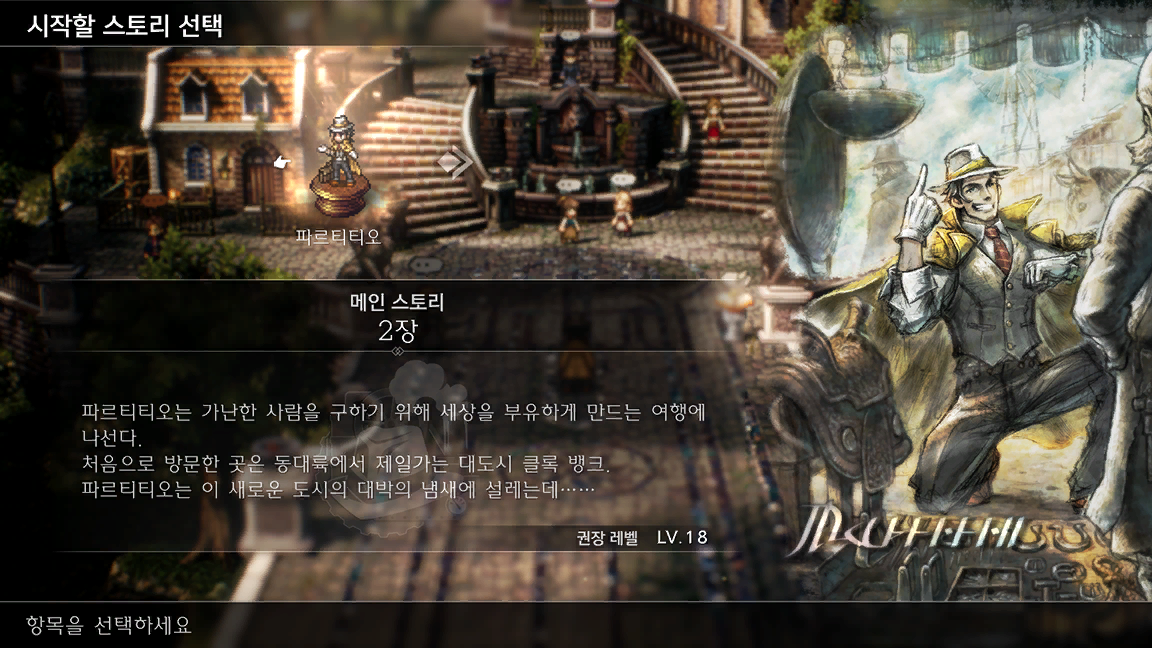 시작할 스토리 선택
파르티티오
메인 스토리
2장
파르티티오는 가난한 사람을 구하기 위해 세상을 부유하게 만드는 여행에
나선다.
처음으로 방문한 곳은 동대륙에서 제일가는 대도시 클록 뱅크.
파르티티오는 이 새로운 도시의 대박의 냄새에 설레는데……
권장 레벨 LV.18
항목을 선택하세요